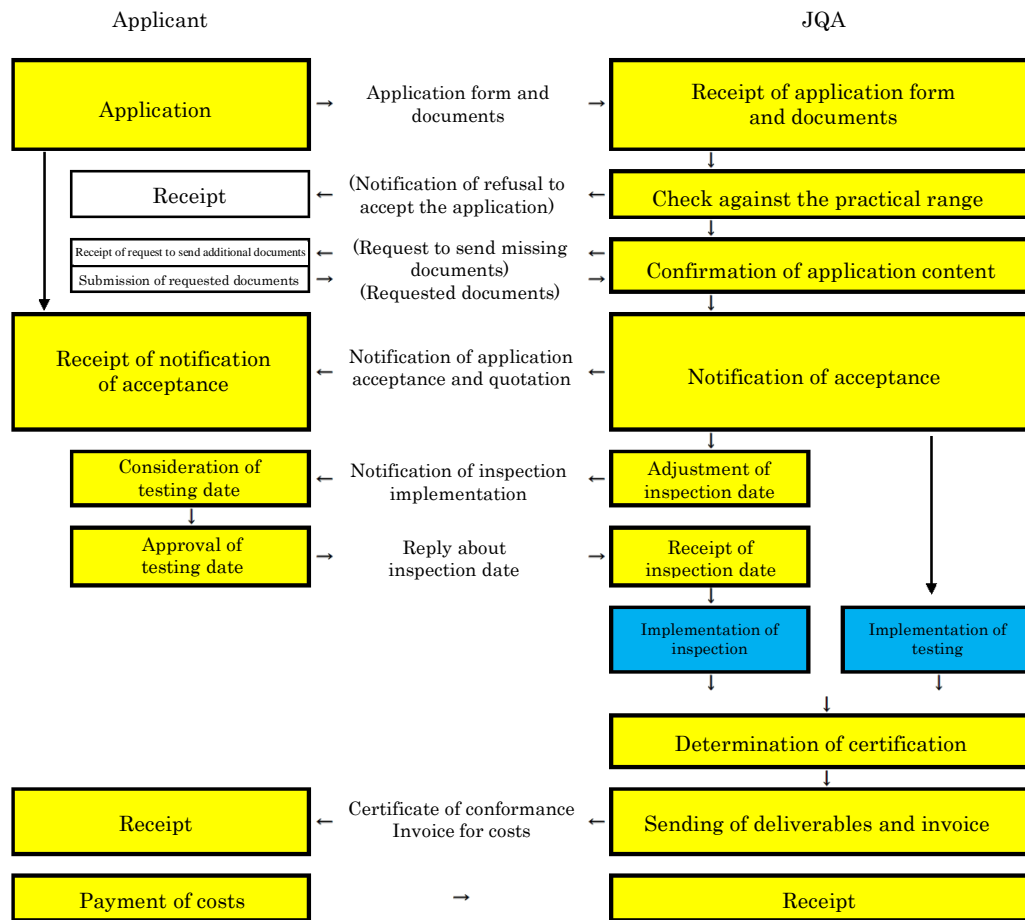 Applicant
JQA
Application
→
Application form and
documents
→
Receipt of application form
and documents
↓
Receipt
←
(Notification of refusal to
accept the application)
←
Check against the practical range
↓
Receipt of request to send additional documents
←
(Request to send missing
documents)
←
Submission of requested documents
→
(Requested documents)
→
Confirmation of application content
↓
Receipt of notification
of acceptance
←
Notification of application
acceptance and quotation
←
Notification of acceptance
↓
Consideration of
testing date
←
Notification of inspection
implementation
←
Adjustment of
inspection date
↓
Approval of
testing date
→
Reply about
inspection date
→
Receipt of
inspection date
↓
Implementation of
inspection
Implementation of
testing
↓
↓
↓
Determination of certification
↓
Receipt
←
Certificate of conformance
Invoice for costs
←
Sending of deliverables and invoice
Payment of costs
→
Receipt